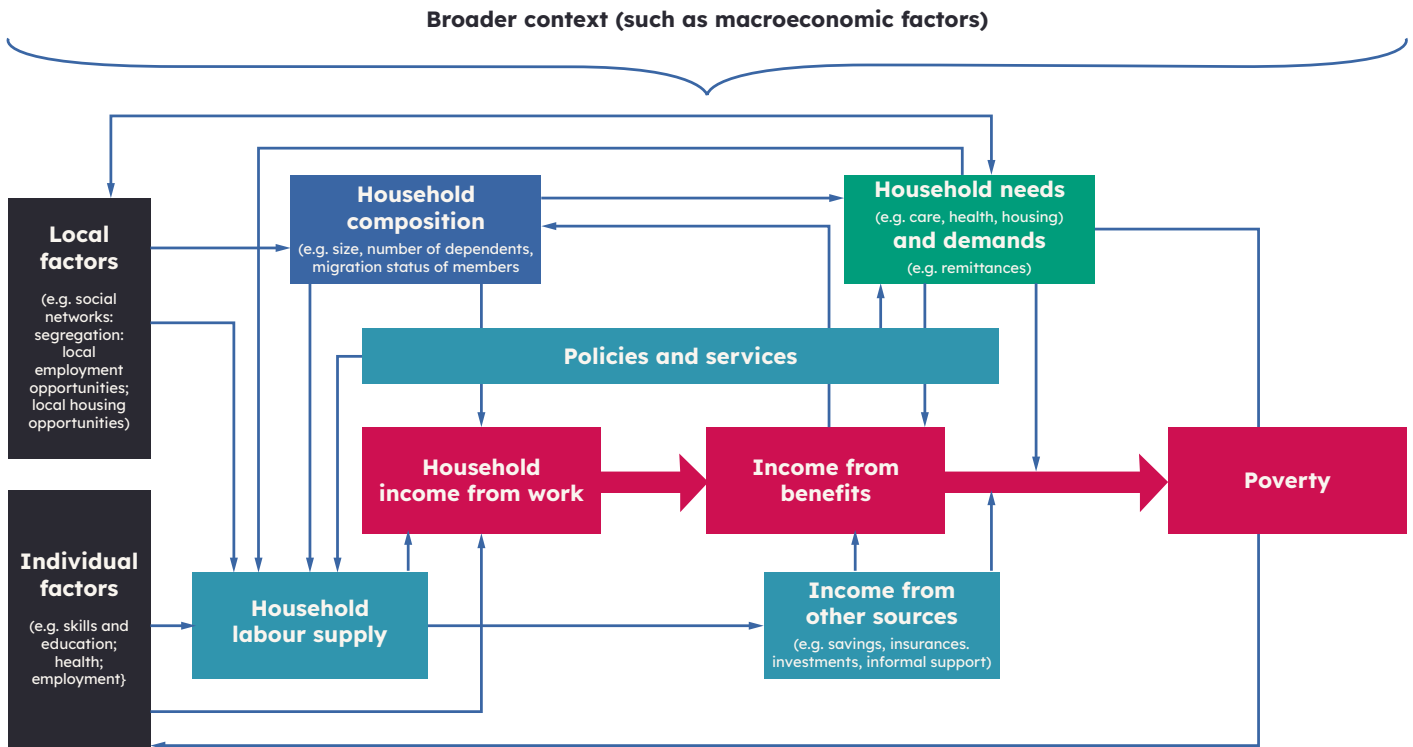 Broader context (such as macroeconomic factors)
Household
composition
(e.g. size, number of dependents,
migration status of members
Household needs
(e.g. care, health, housing)
and demands
(e.g. remittances)
Local
factors
(e.g. social
networks:
segregation:
local
employment
opportunities;
local housing
opportunities)
Policies and services
Household
income from work
Income from
benefits
Poverty
Individual
factors
(e.g. skills and
education;
health;
employment}
Household
labour supply
Income from
other sources
(e.g. savings, insurances.
investments, informal support)